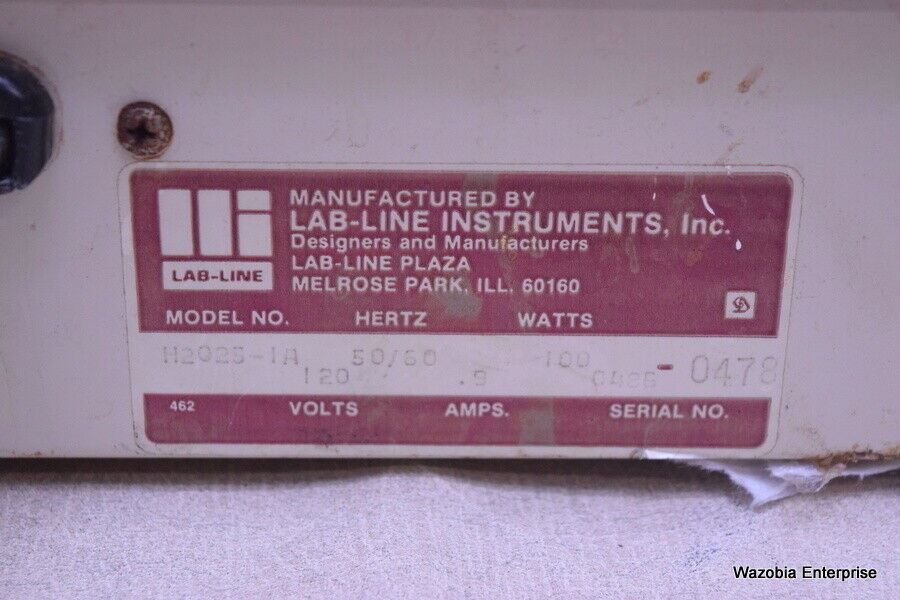 MANUFACTURED BY
LAB-LINE INSTRUMENTS, Inc.
Designers and Manufacturers
LAB-LINE PLAZA
MELROSE PARK, ILL. 60160
LAB-LINE
MODEL NO. HERTZ WATTS
H2025-1A 50/60 100
120 .9 - 0478
462 VOLTS AMPS. SERIAL NO.
Wazobia Enterprise